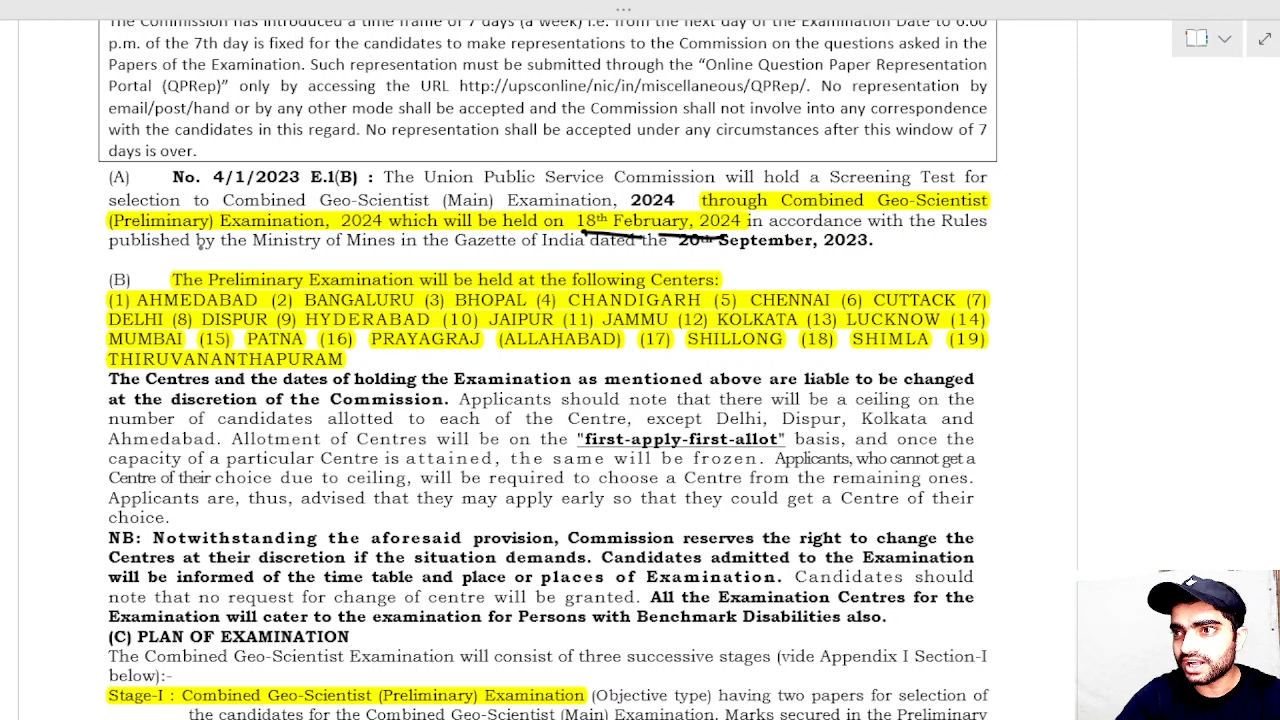 The Commission has introduced a time frame of 7 days (a week) i.e. from the next day of the Examination Date to 6.00
p.m. of the 7th day is fixed for the candidates to make representations to the Commission on the questions asked in the
Papers of the Examination. Such representation must be submitted through the “Online Question Paper Representation
Portal (QPRep)” only by accessing the URL http://upsconline/nic/in/miscellaneous/QPRep/. No representation by
email/post/hand or by any other mode shall be accepted and the Commission shall not involve into any correspondence
with the candidates in this regard. No representation shall be accepted under any circumstances after this window of 7
days is over.
(A) No. 4/1/2023 E.1(B) : The Union Public Service Commission will hold a Screening Test for
selection to Combined Geo-Scientist (Main) Examination, 2024 through Combined Geo-Scientist
(Preliminary) Examination, 2024 which will be held on 18th February, 2024 in accordance with the Rules
published by the Ministry of Mines in the Gazette of India dated the 20th September, 2023.
(B) The Preliminary Examination will be held at the following Centers:
(1) AHMEDABAD (2) BANGALURU (3) BHOPAL (4) CHANDIGARH (5) CHENNAI (6) CUTTACK (7)
DELHI (8) DISPUR (9) HYDERABAD (10) JAIPUR (11) JAMMU (12) KOLKATA (13) LUCKNOW (14)
MUMBAI (15) PATNA (16) PRAYAGRAJ (ALLAHABAD) (17) SHILLONG (18) SHIMLA (19)
THIRUVANANTHAPURAM
The Centres and the dates of holding the Examination as mentioned above are liable to be changed
at the discretion of the Commission. Applicants should note that there will be a ceiling on the
number of candidates allotted to each of the Centre, except Delhi, Dispur, Kolkata and
Ahmedabad. Allotment of Centres will be on the "first-apply-first-allot" basis, and once the
capacity of a particular Centre is attained, the same will be frozen. Applicants, who cannot get a
Centre of their choice due to ceiling, will be required to choose a Centre from the remaining ones.
Applicants are, thus, advised that they may apply early so that they could get a Centre of their
choice.
NB: Notwithstanding the aforesaid provision, Commission reserves the right to change the
Centres at their discretion if the situation demands. Candidates admitted to the Examination
will be informed of the time table and place or places of Examination. Candidates should
note that no request for change of centre will be granted. All the Examination Centres for the
Examination will cater to the examination for Persons with Benchmark Disabilities also.
(C) PLAN OF EXAMINATION
The Combined Geo-Scientist Examination will consist of three successive stages (vide Appendix I Section-I
below):-
Stage-I : Combined Geo-Scientist (Preliminary) Examination (Objective type) having two papers for selection of
the candidates for the Combined Geo-Scientist (Main) Examination. Marks secured in the Preliminary